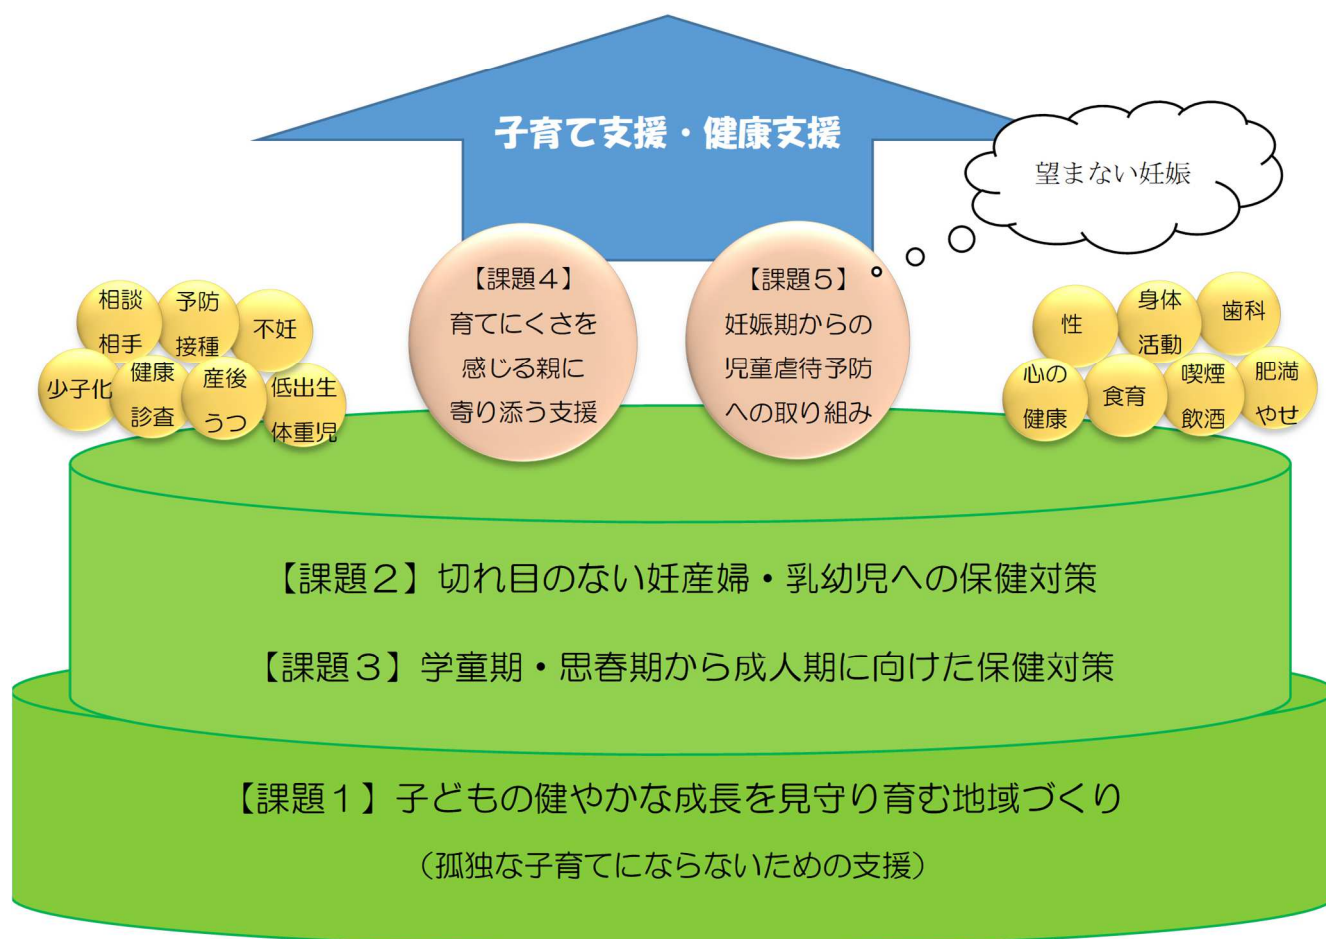 子育て支援・健康支援
望まない妊娠
【課題４】
育てにくさを
感じる親に
寄り添う支援
【課題５】
妊娠期からの
児童虐待予防
への取り組み
相談
相手
予防
接種
不妊
少子化
健康
診査
産後
うつ
低出生
体重児
性
身体
活動
歯科
心の
健康
食育
喫煙
飲酒
肥満
やせ
【課題２】切れ目のない妊産婦・乳幼児への保健対策
【課題３】学童期・思春期から成人期に向けた保健対策
【課題１】子どもの健やかな成長を見守り育む地域づくり
（孤独な子育てにならないための支援）